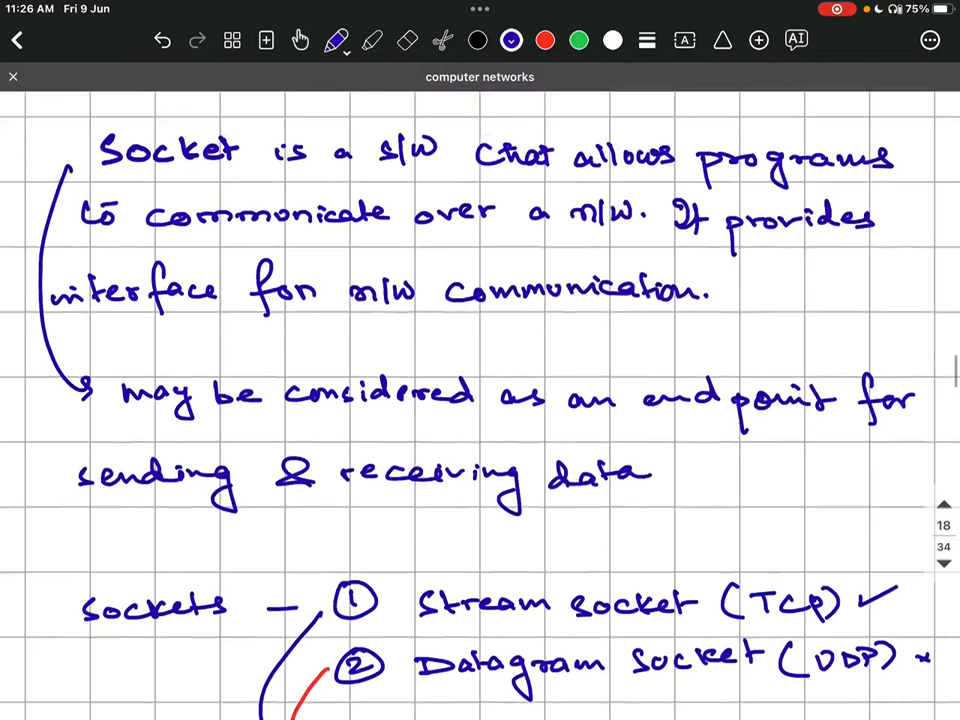 11:26 AM Fri 9 Jun
75%
A
AI
computer networks
Socket is a s/w that allows programs
to communicate over a n/w. It provides
interface for n/w communication.
may be considered as an endpoint for
sending & receiving data
18
34
Sockets — ① Stream Socket (TCP) ✓
② Datagram Socket (UDP) *